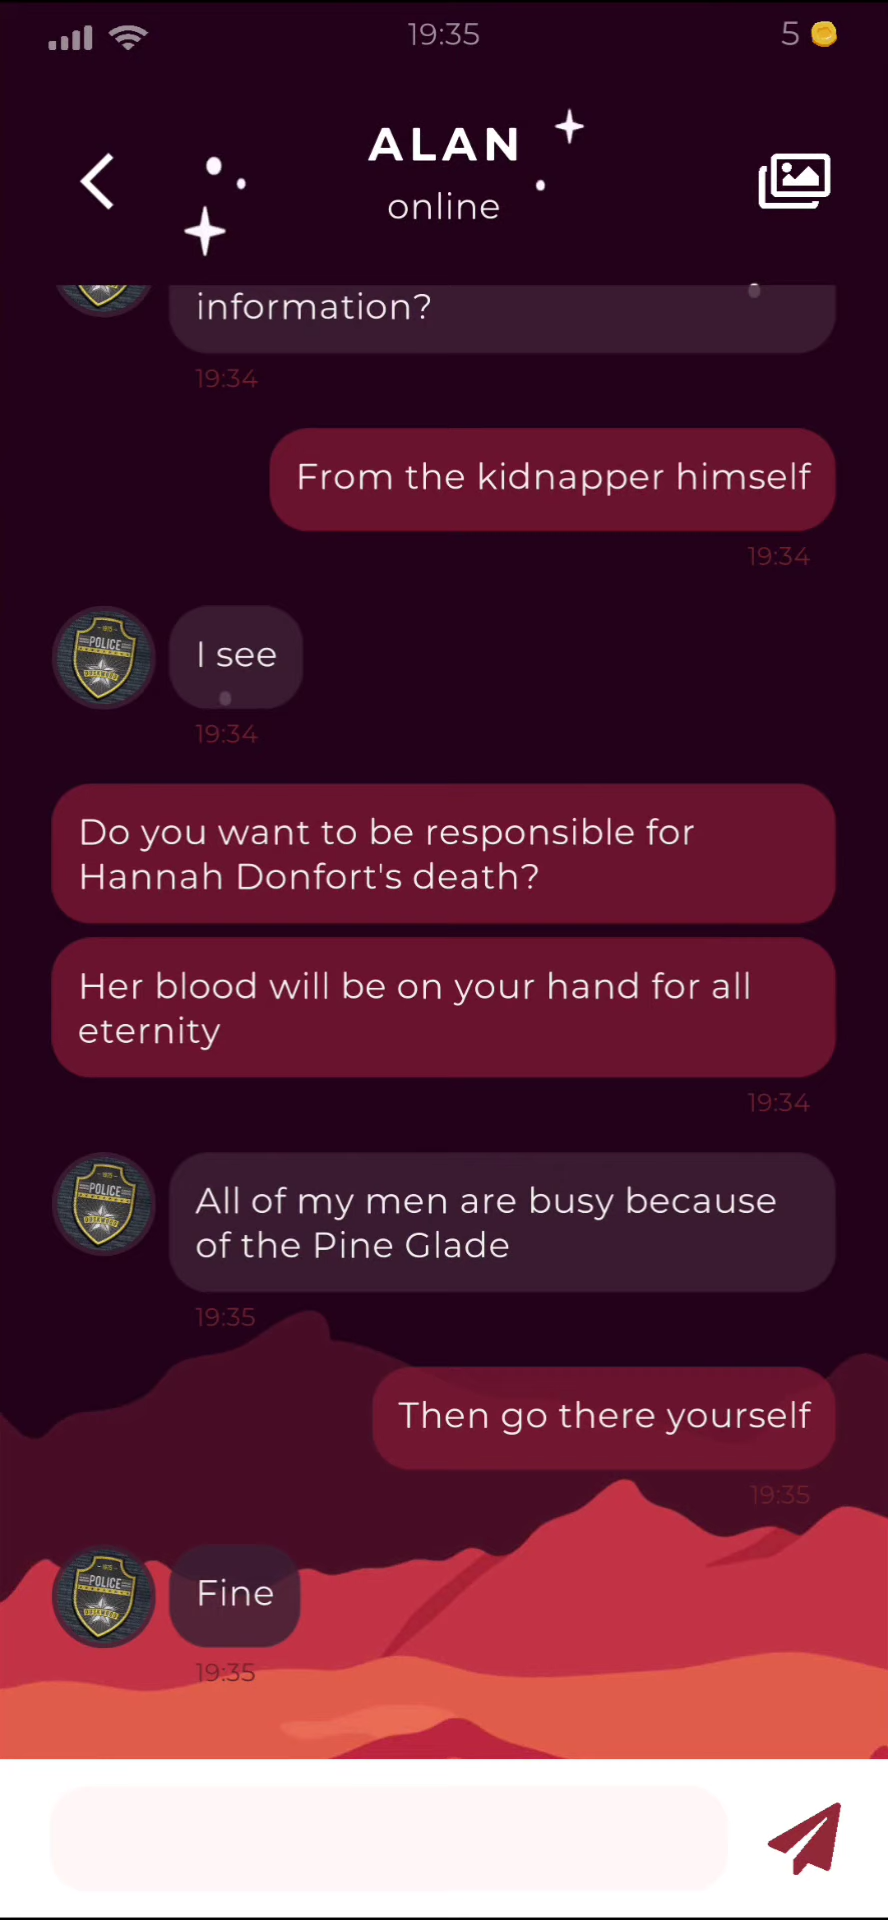 19:35
5
ALAN
online
information?
19:34
From the kidnapper himself
19:34
POLICE
I see
19:34
Do you want to be responsible for
Hannah Donfort's death?
Her blood will be on your hand for all
eternity
19:34
POLICE
All of my men are busy because
of the Pine Glade
19:35
Then go there yourself
19:35
POLICE
Fine
19:35